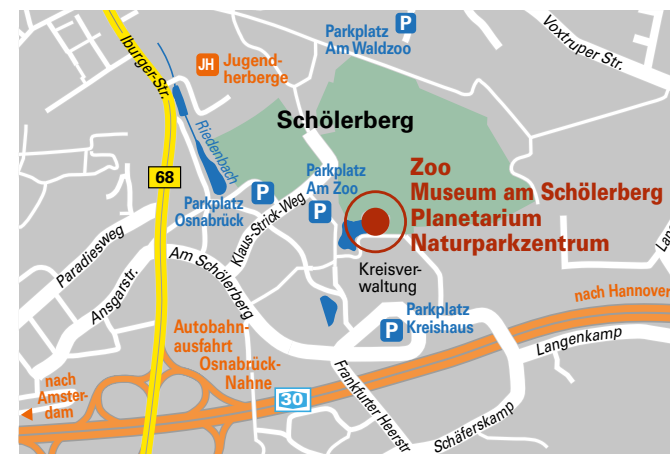 Iburger-Str.
JH Jugend-
herberge
Parkplatz P
Am Waldzoo
Voxtruper Str.
Schölerberg
Riedenbach
68
Parkplatz
Osnabrück
P
Klaus-Strick-Weg
Parkplatz
Am Zoo
P
Zoo
Museum am Schölerberg
Planetarium
Naturparkzentrum
Paradiesweg
Ansgarstr.
Am Schölerberg
Kreisver-
waltung
Parkplatz
Kreishaus
P
nach Hannover
Langenkamp
Autobahn-
ausfahrt
Osnabrück-
Nahne
nach
Amster-
dam
30
Frankfurter Heerstr
Schäferskamp